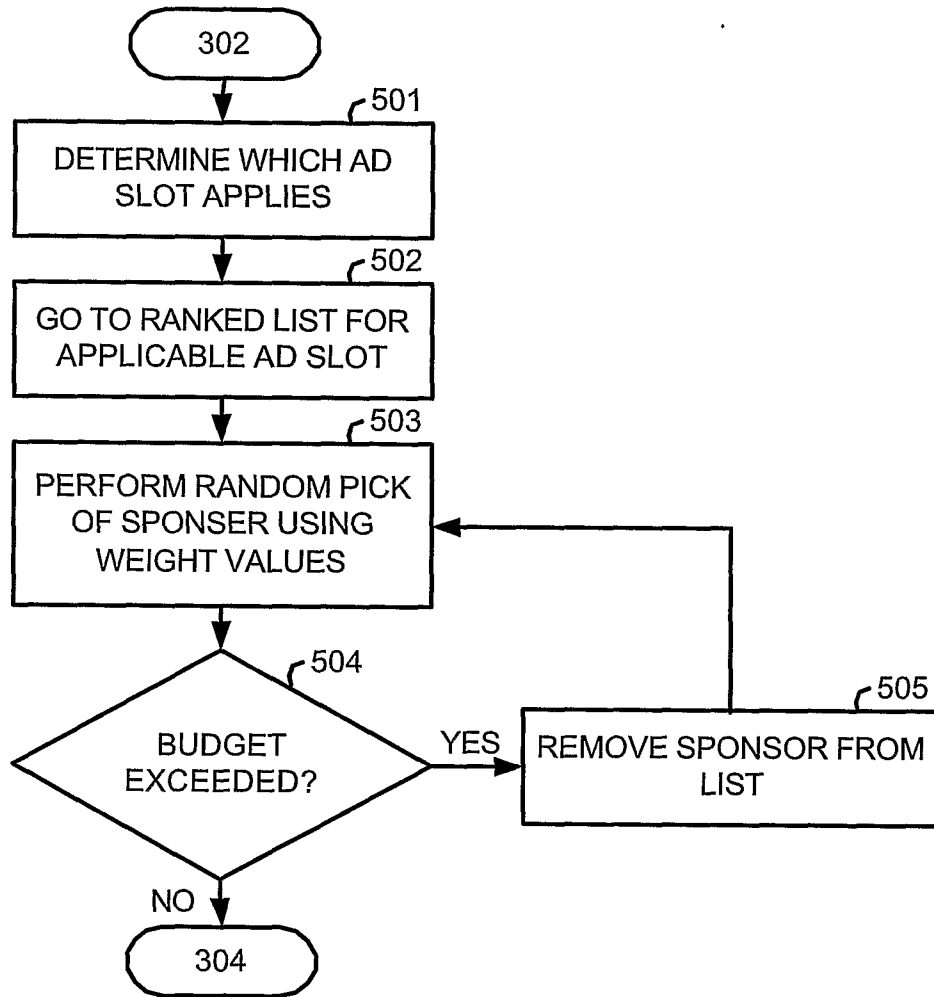 302
501
DETERMINE WHICH AD
SLOT APPLIES
502
GO TO RANKED LIST FOR
APPLICABLE AD SLOT
503
PERFORM RANDOM PICK
OF SPONSER USING
WEIGHT VALUES
504
BUDGET
EXCEEDED?
YES
505
REMOVE SPONSOR FROM
LIST
NO
304